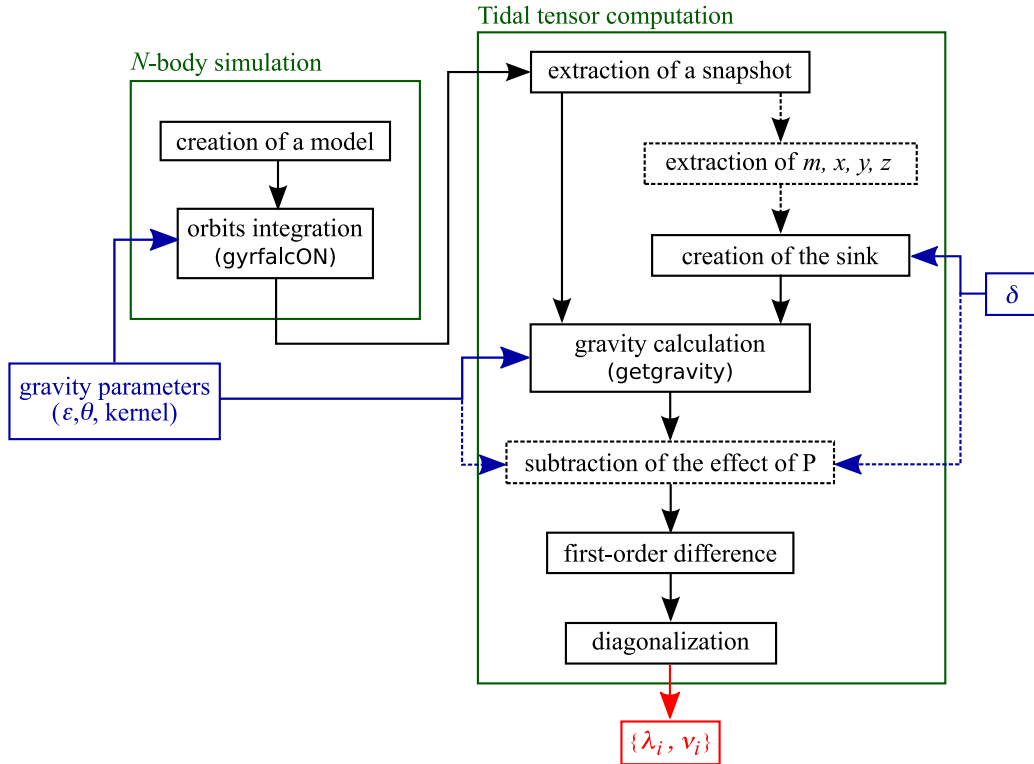 Tidal tensor computation
N-body simulation
extraction of a snapshot
creation of a model
extraction of m, x, y, z
orbits integration
(gyrfalcON)
creation of the sink
δ
gravity calculation
(getgravity)
gravity parameters
(ε,θ, kernel)
subtraction of the effect of P
first-order difference
diagonalization
{λi , νi}